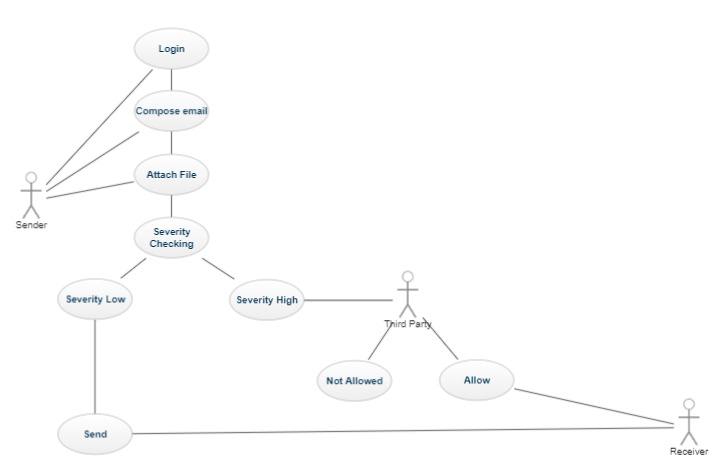 Login
Compose email
Attach File
Sender
Severity
Checking
Severity Low
Severity High
Third Party
Not Allowed
Allow
Send
Receiver